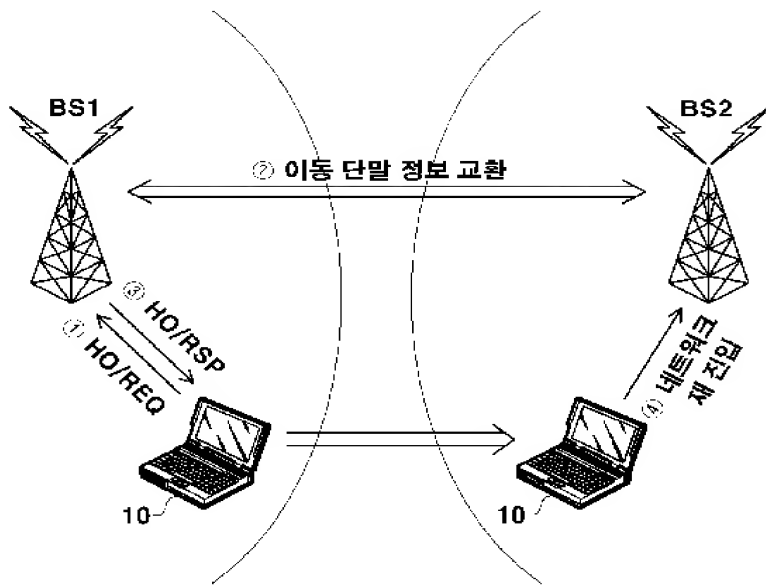 BS1
BS2
② 이동 단말 정보 교환
③ HO/RSP
① HO/REQ
④ 네트워크
재 진입
10
10